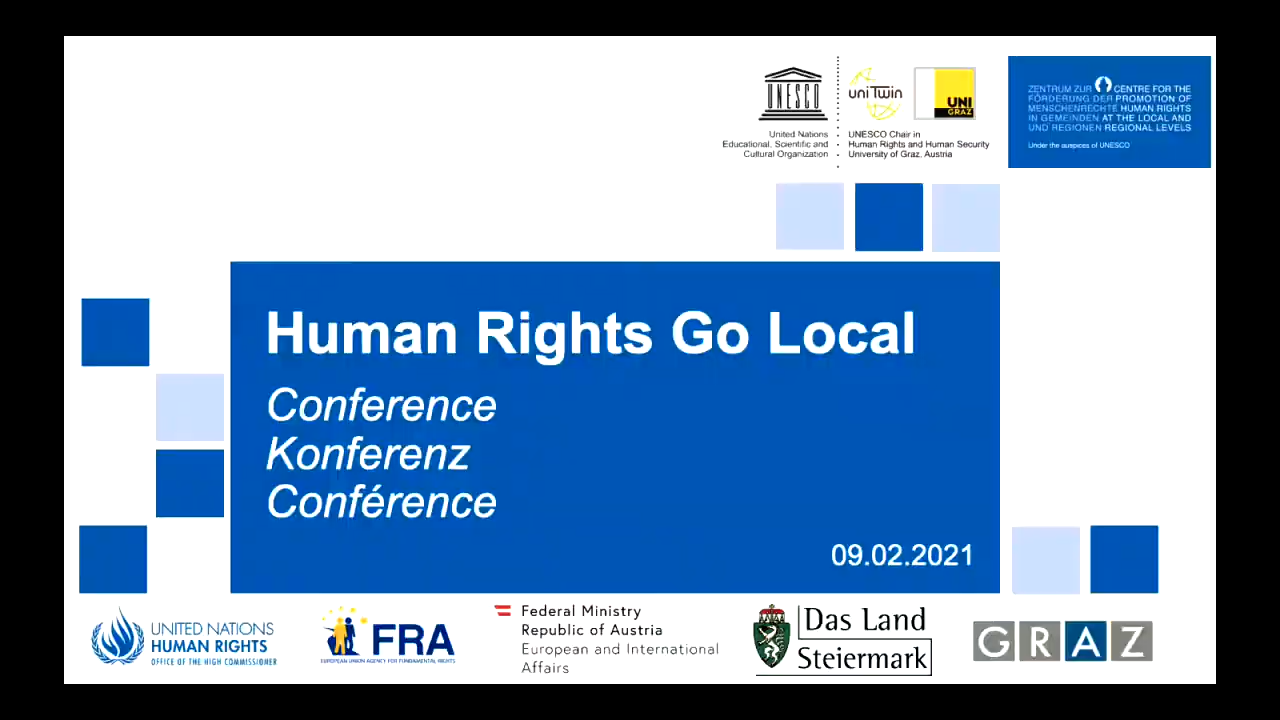 UNESCO
United Nations
Educational, Scientific and
Cultural Organization
uniTwin
UNI
GRAZ
UNESCO Chair in
Human Rights and Human Security
University of Graz, Austria
ZENTRUM ZUR CENTRE FOR THE
FÖRDERUNG DER PROMOTION OF
MENSCHENRECHTE HUMAN RIGHTS
IN GEMEINDEN AT THE LOCAL AND
UND REGIONEN REGIONAL LEVELS
Under the auspices of UNESCO
Human Rights Go Local
Conference
Konferenz
Conférence
09.02.2021
UNITED NATIONS
HUMAN RIGHTS
OFFICE OF THE HIGH COMMISSIONER
FRA
EUROPEAN UNION AGENCY FOR FUNDAMENTAL RIGHTS
Federal Ministry
Republic of Austria
European and International
Affairs
Das Land
Steiermark
GRAZ